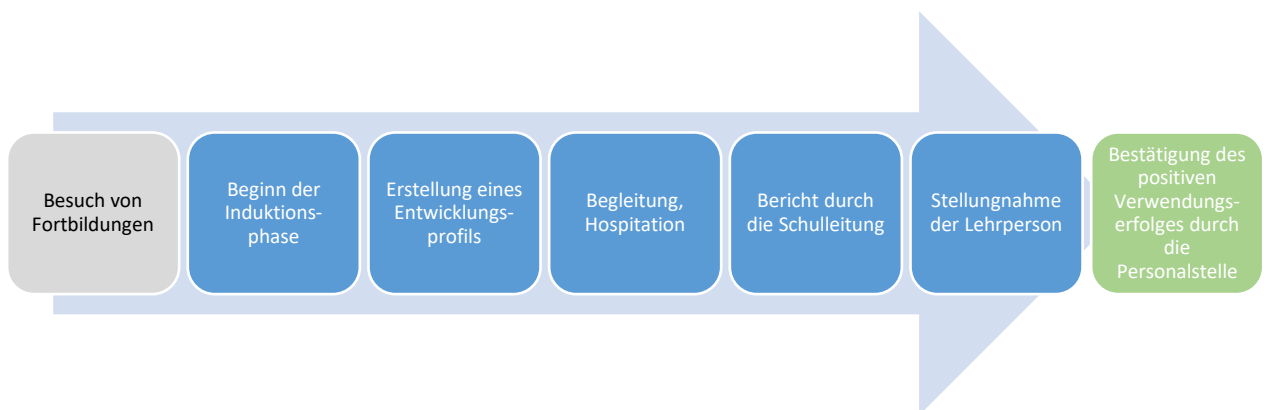 Besuch von
Fortbildungen
Beginn der
Induktions-
phase
Erstellung eines
Entwicklungs-
profils
Begleitung,
Hospitation
Bericht durch
die Schulleitung
Stellungnahme
der Lehrperson
Bestätigung des
positiven
Verwendungs-
erfolges durch
die
Personalstelle